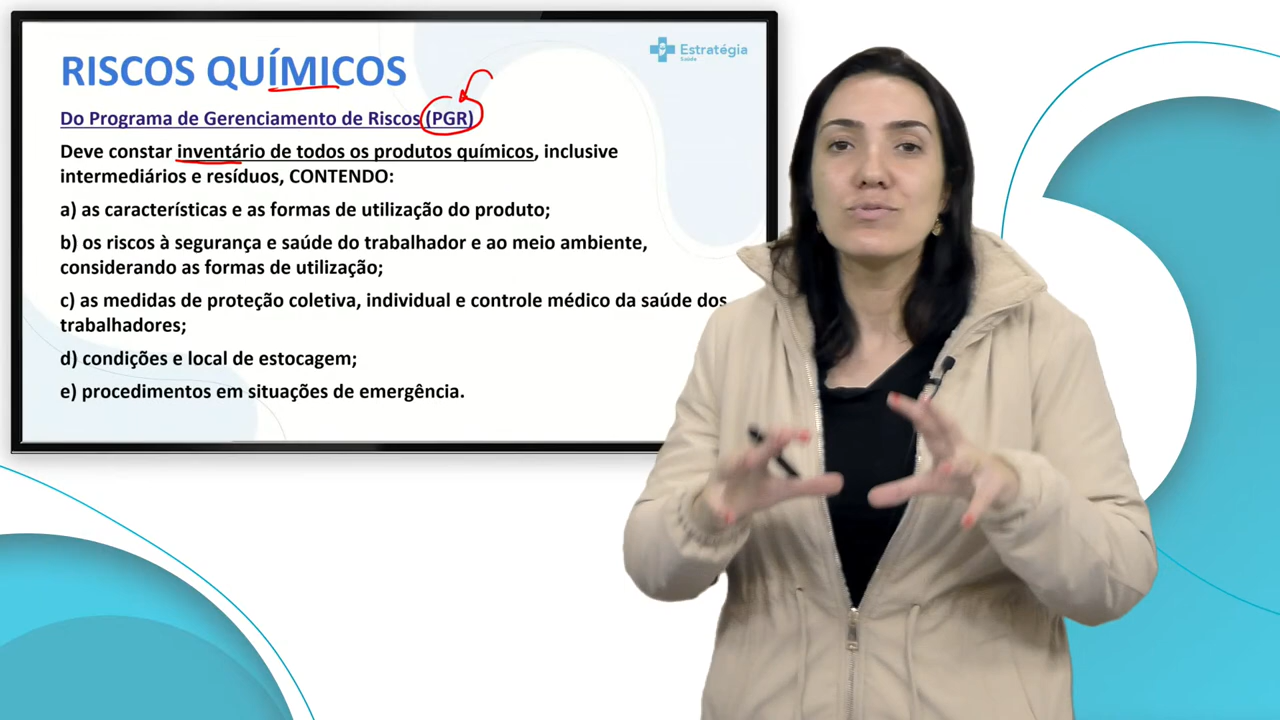 RISCOS QUÍMICOS
Estratégia
Saúde
Do Programa de Gerenciamento de Riscos (PGR)
Deve constar inventário de todos os produtos químicos, inclusive
intermediários e resíduos, CONTENDO:
a) as características e as formas de utilização do produto;
b) os riscos à segurança e saúde do trabalhador e ao meio ambiente,
considerando as formas de utilização;
c) as medidas de proteção coletiva, individual e controle médico da saúde dos
trabalhadores;
d) condições e local de estocagem;
e) procedimentos em situações de emergência.